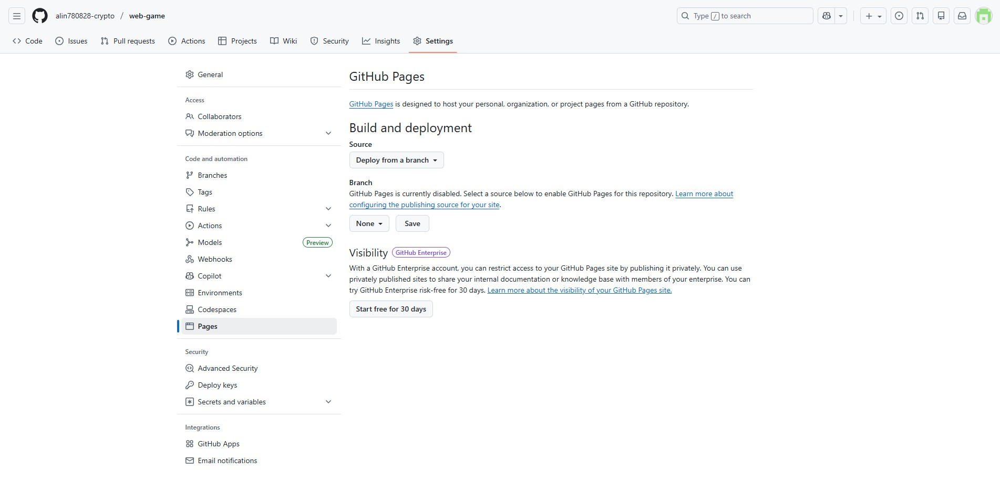 alin780828-crypto / web-game
Type / to search
Code Issues Pull requests Actions Projects Wiki Security Insights Settings
General
Access
Collaborators
Moderation options
Code and automation
Branches
Tags
Rules
Actions
Models Preview
Webhooks
Copilot
Environments
Codespaces
Pages
Security
Advanced Security
Deploy keys
Secrets and variables
Integrations
GitHub Apps
Email notifications
GitHub Pages
GitHub Pages is designed to host your personal, organization, or project pages from a GitHub repository.
Build and deployment
Source
Deploy from a branch
Branch
GitHub Pages is currently disabled. Select a source below to enable GitHub Pages for this repository. Learn more about
configuring the publishing source for your site.
None Save
Visibility GitHub Enterprise
With a GitHub Enterprise account, you can restrict access to your GitHub Pages site by publishing it privately. You can use
privately published sites to share your internal documentation or knowledge base with members of your enterprise. You can
try GitHub Enterprise risk-free for 30 days. Learn more about the visibility of your GitHub Pages site.
Start free for 30 days